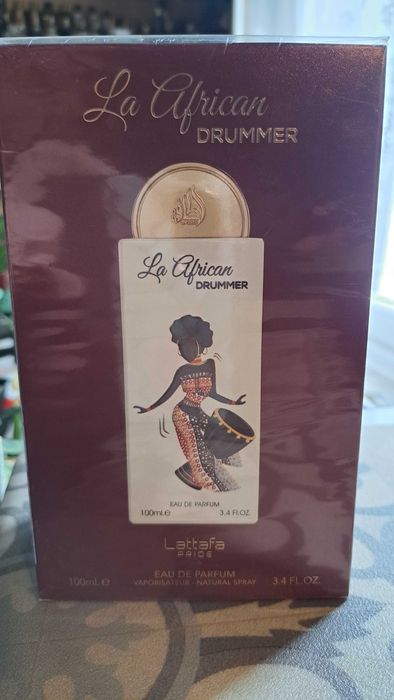 La African
DRUMMER
La African
DRUMMER
EAU DE PARFUM
100ml.e 3.4 FL.OZ.
Lattafa
PRIDE
EAU DE PARFUM
100ml. e VAPORISATEUR - NATURAL SPRAY 3.4 FL.OZ.